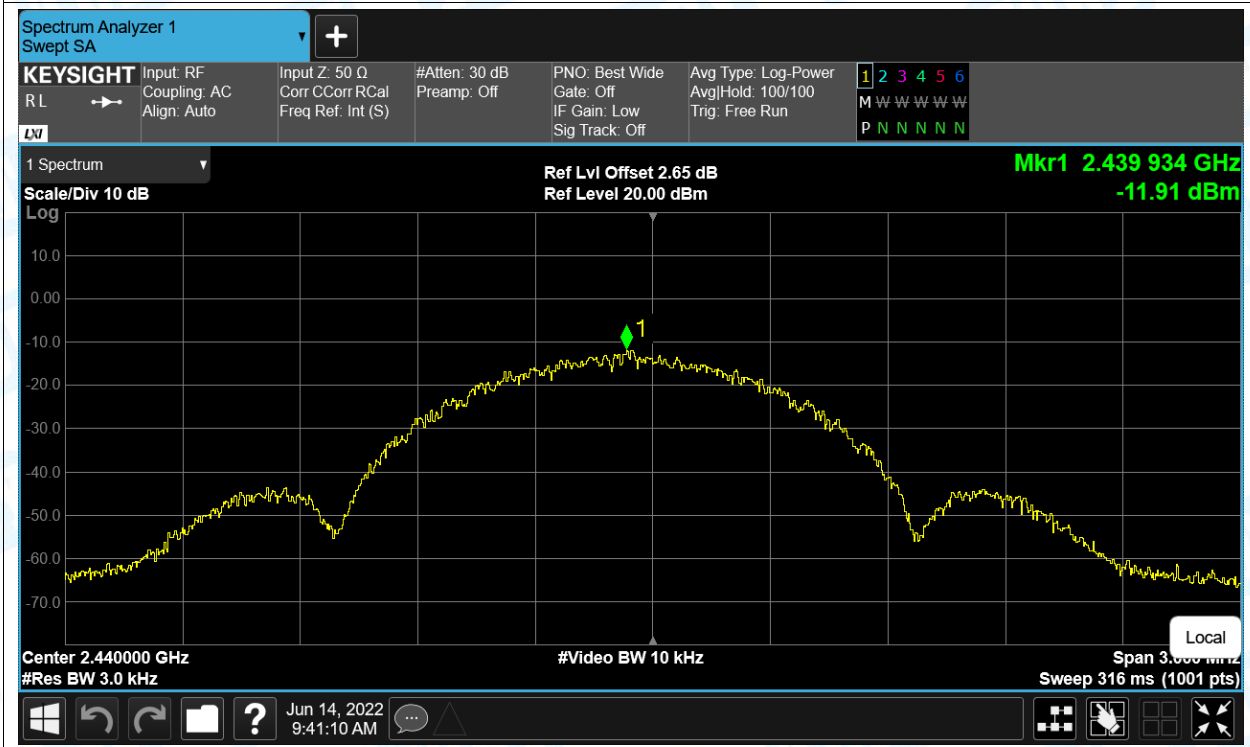 Spectrum Analyzer 1
Swept SA
KEYSIGHT
RL
LXI
Input: RF
Coupling: AC
Align: Auto
Input Z: 50 Ω
Corr CCorr RCal
Freq Ref: Int (S)
#Atten: 30 dB
Preamp: Off
PNO: Best Wide
Gate: Off
IF Gain: Low
Sig Track: Off
Avg Type: Log-Power
Avg|Hold: 100/100
Trig: Free Run
1 2 3 4 5 6
M W W W W W
P N N N N N
1 Spectrum
Scale/Div 10 dB
Log
Ref Lvl Offset 2.65 dB
Ref Level 20.00 dBm
Mkr1 2.439 934 GHz
-11.91 dBm
10.0
0.00
-10.0
-20.0
-30.0
-40.0
-50.0
-60.0
-70.0
1
Local
Center 2.440000 GHz
#Video BW 10 kHz
Span 3.000 MHz
#Res BW 3.0 kHz
Sweep 316 ms (1001 pts)
?
Jun 14, 2022
9:41:10 AM